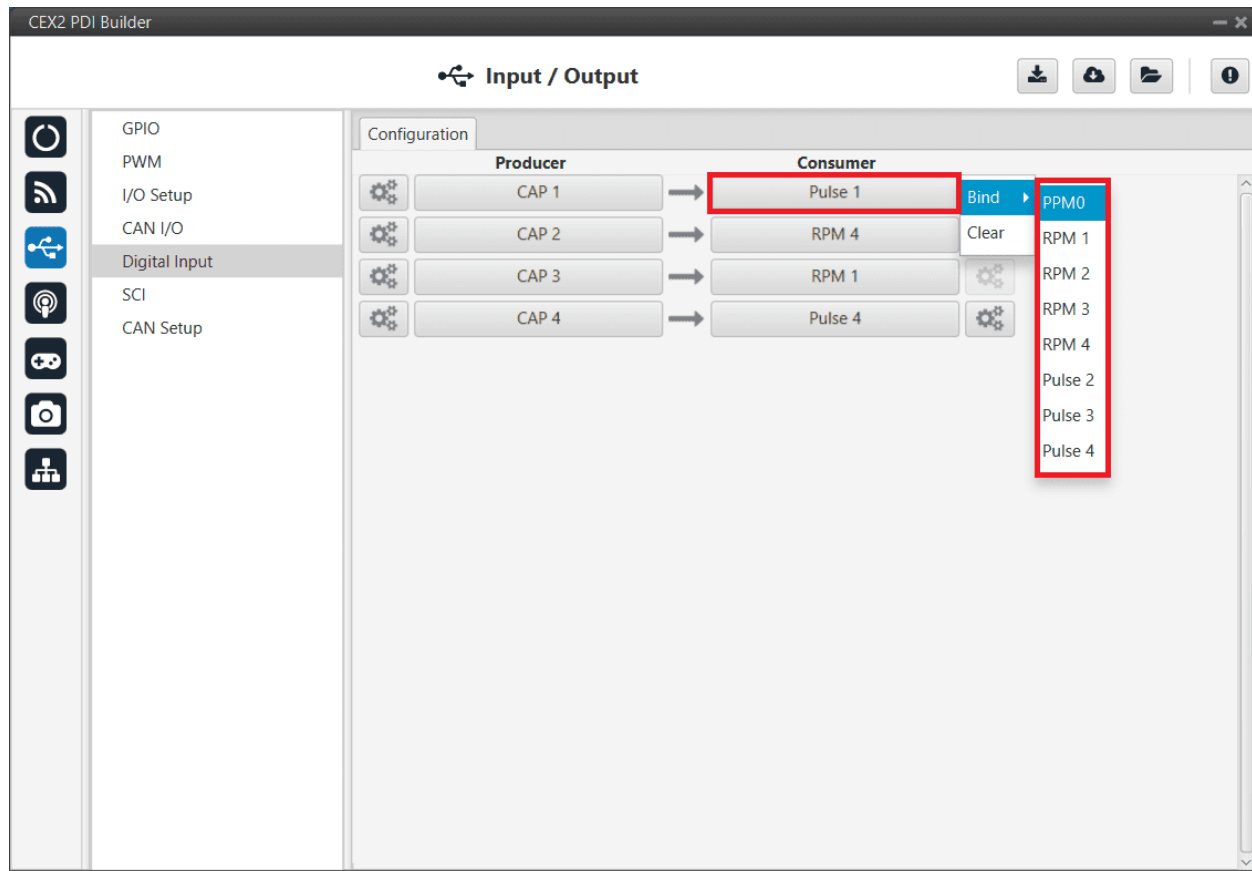 CEX2 PDI Builder
Input / Output
GPIO
PWM
I/O Setup
CAN I/O
Digital Input
SCI
CAN Setup
Configuration
Producer Consumer
CAP 1 Pulse 1
CAP 2 RPM 4
CAP 3 RPM 1
CAP 4 Pulse 4
Bind
Clear
PPM0
RPM 1
RPM 2
RPM 3
RPM 4
Pulse 2
Pulse 3
Pulse 4